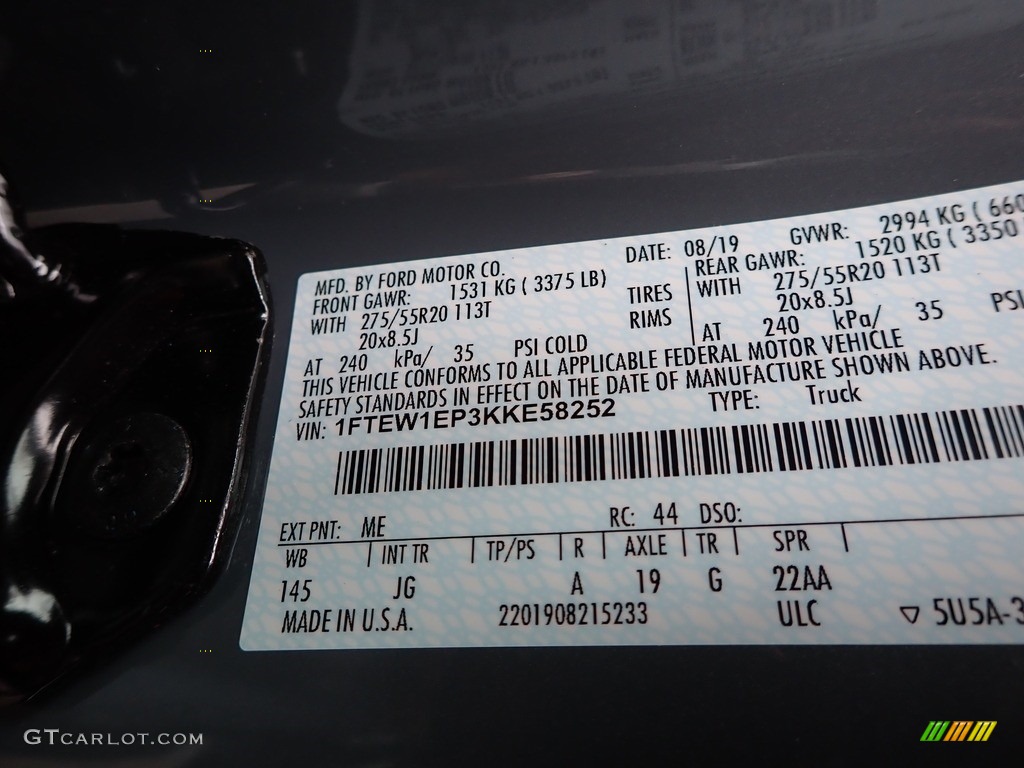 MFD. BY FORD MOTOR CO. DATE: 08/19 GVWR: 2994 KG ( 660
FRONT GAWR: 1531 KG ( 3375 LB) REAR GAWR: 1520 KG ( 3350
WITH 275/55R20 113T TIRES WITH 275/55R20 113T
20x8.5J RIMS 20x8.5J
AT 240 kPa/ 35 PSI COLD AT 240 kPa/ 35 PSI
THIS VEHICLE CONFORMS TO ALL APPLICABLE FEDERAL MOTOR VEHICLE
SAFETY STANDARDS IN EFFECT ON THE DATE OF MANUFACTURE SHOWN ABOVE.
VIN: 1FTEW1EP3KKE58252 TYPE: Truck
EXT PNT: ME RC: 44 DSO:
WB INT TR TP/PS R AXLE TR SPR
145 JG A 19 G 22AA
MADE IN U.S.A. 2201908215233 ULC ▽ 5U5A-3
GTCARLOT.COM